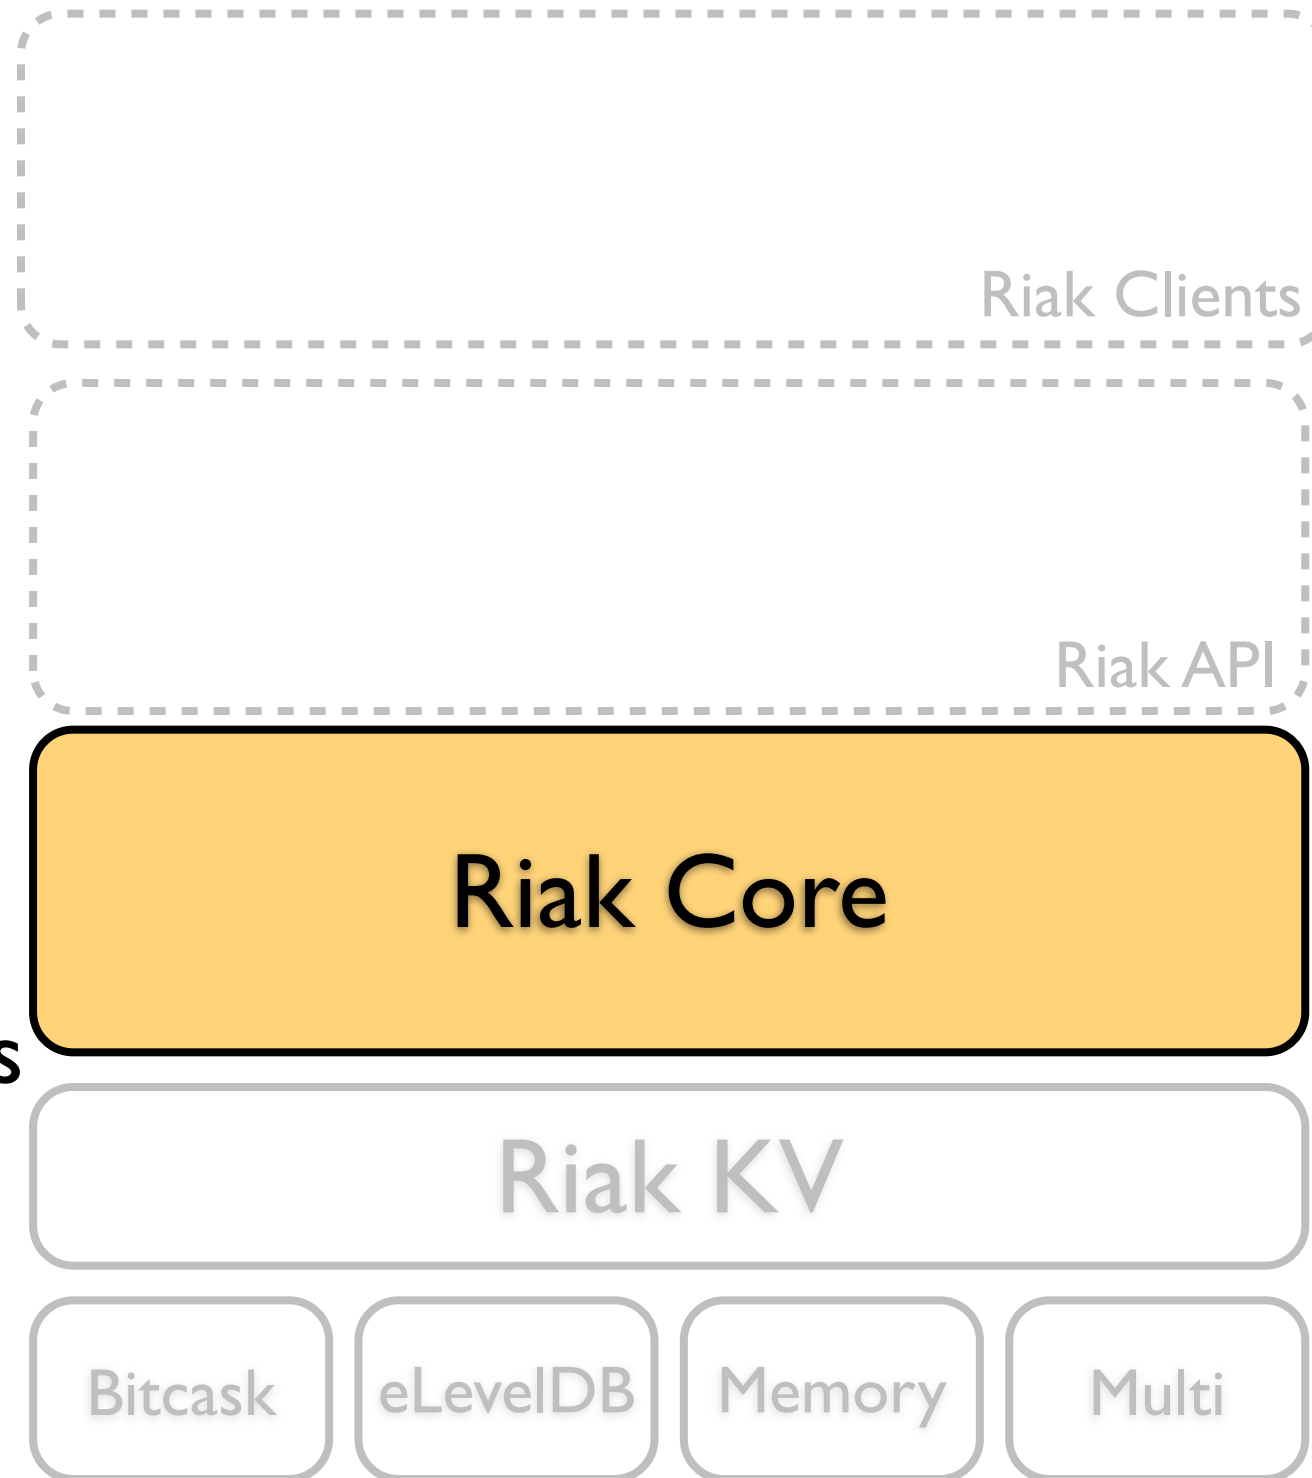 Riak Clients
Riak API
Riak Core
s
Riak KV
Bitcask
eLevelDB
Memory
Multi